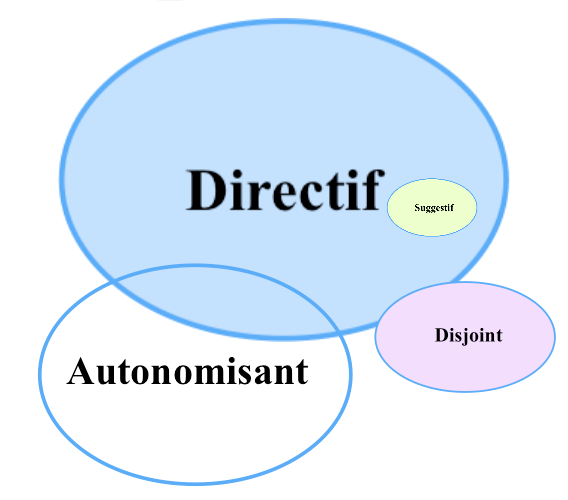 Directif
Suggestif
Disjoint
Autonomisant